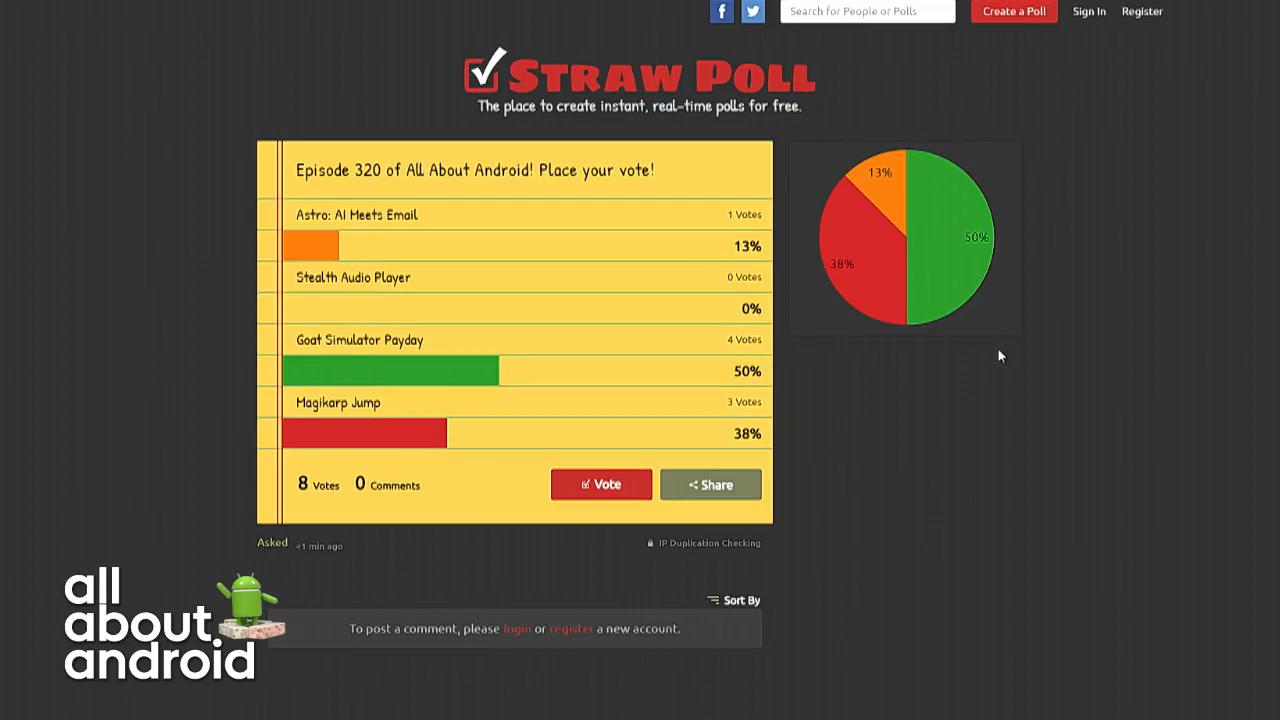 f
Search for People or Polls
Create a Poll
Sign In
Register
STRAW POLL
The place to create instant, real-time polls for free.
Episode 320 of All About Android! Place your vote!
Astro: AI Meets Email
1 Votes
13%
Stealth Audio Player
0 Votes
0%
Goat Simulator Payday
4 Votes
50%
Magikarp Jump
3 Votes
38%
8 Votes
0 Comments
Vote
Share
13%
50%
38%
Asked <1 min ago
IP Duplication Checking
Sort By
To post a comment, please login or register a new account.
all
about
android